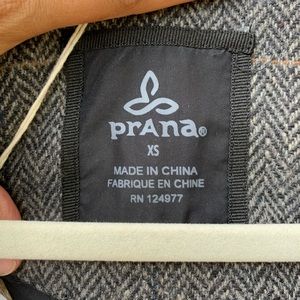 prAna®
XS
MADE IN CHINA
FABRIQUE EN CHINE
RN 124977